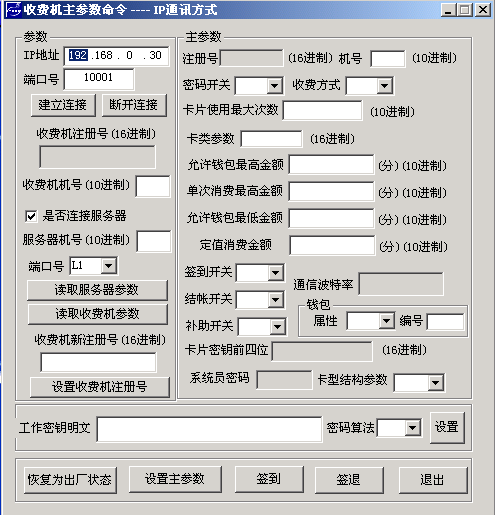 收费机主参数命令 ---- IP通讯方式
参数
IP地址 192 .168 . 0 . 30
端口号 10001
建立连接 断开连接
收费机注册号(16进制)
收费机机号(10进制)
是否连接服务器
服务器机号(10进制)
端口号 L1
读取服务器参数
读取收费机参数
收费机新注册号(16进制)
设置收费机注册号
主参数
注册号 (16进制) 机号 (10进制)
密码开关 收费方式
卡片使用最大次数 (10进制)
卡类参数 (16进制)
允许钱包最高金额 (分)(10进制)
单次消费最高金额 (分)(10进制)
允许钱包最低金额 (分)(10进制)
定值消费金额 (分)(10进制)
签到开关 通信波特率
结帐开关 钱包
补助开关 属性 编号
卡片密钥前四位 (16进制)
系统员密码 卡型结构参数
工作密钥明文 密码算法 设置
恢复为出厂状态 设置主参数 签到 签退 退出